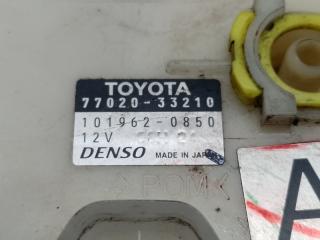 TOYOTA
77020-33210
101962-0850
12V
DENSO MADE IN JAPAN
A